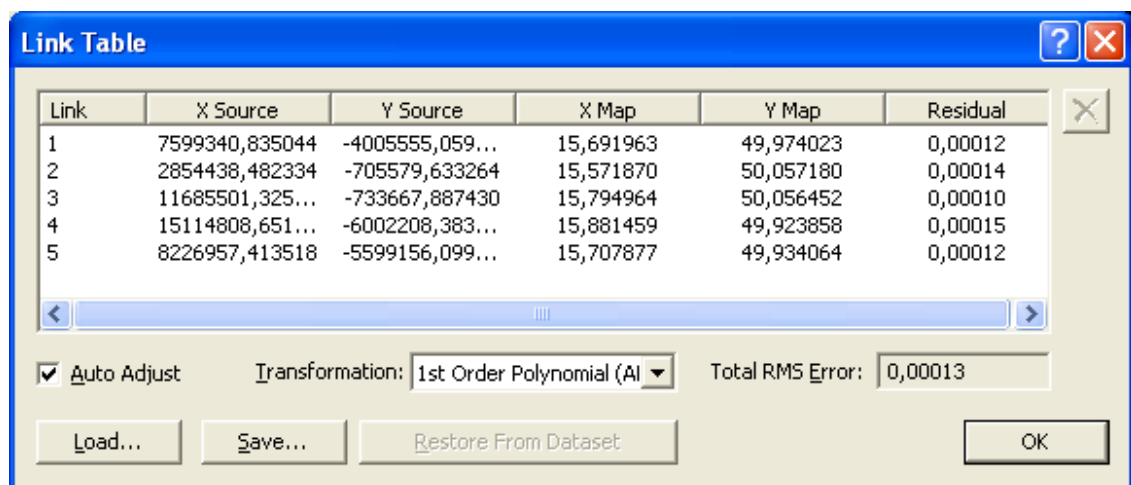 Link Table
Link X Source Y Source X Map Y Map Residual
1 7599340,835044 -4005555,059... 15,691963 49,974023 0,00012
2 2854438,482334 -705579,633264 15,571870 50,057180 0,00014
3 11685501,325... -733667,887430 15,794964 50,056452 0,00010
4 15114808,651... -6002208,383... 15,881459 49,923858 0,00015
5 8226957,413518 -5599156,099... 15,707877 49,934064 0,00012
Auto Adjust Transformation: 1st Order Polynomial (Al Total RMS Error: 0,00013
Load... Save... Restore From Dataset OK